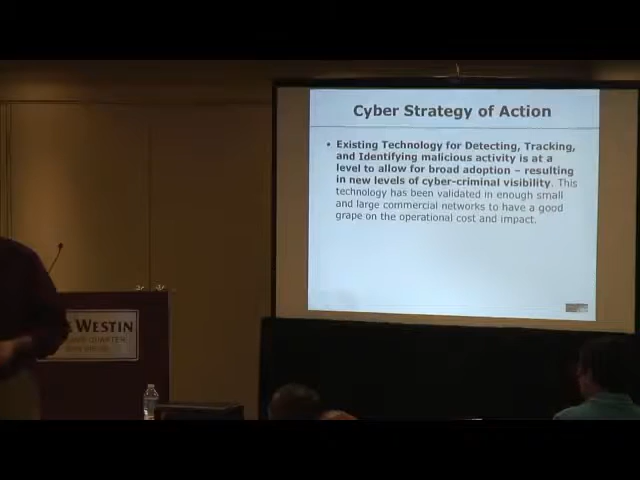 Cyber Strategy of Action
• Existing Technology for Detecting, Tracking,
and Identifying malicious activity is at a
level to allow for broad adoption – resulting
in new levels of cyber-criminal visibility. This
technology has been validated in enough small
and large commercial networks to have a good
grape on the operational cost and impact.
WESTIN
QUARTER